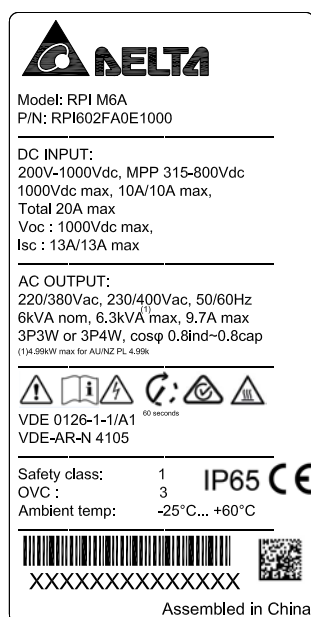 DELTA
Model: RPI M6A
P/N: RPI602FA0E1000
DC INPUT:
200V-1000Vdc, MPP 315-800Vdc
1000Vdc max, 10A/10A max,
Total 20A max
Voc : 1000Vdc max,
Isc : 13A/13A max
AC OUTPUT:
220/380Vac, 230/400Vac, 50/60Hz
6kVA nom, 6.3kVA(1) max, 9.7A max
3P3W or 3P4W, cosφ 0.8ind~0.8cap
(1)4.99kW max for AU/NZ PL 4.99k
60 seconds
VDE 0126-1-1/A1
VDE-AR-N 4105
Safety class: 1 IP65 CE
OVC : 3
Ambient temp: -25°C... +60°C
XXXXXXXXXXXXXX
Assembled in China